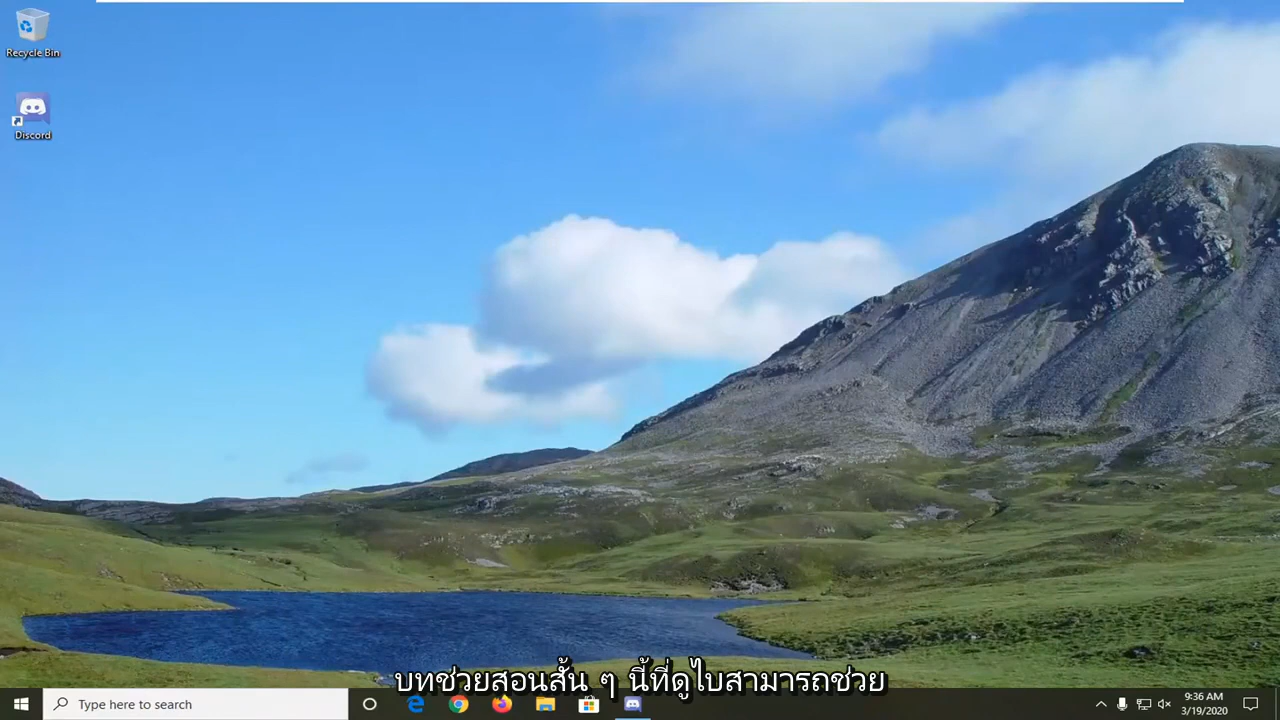 Recycle Bin
Discord
บทช่วยสอนสั้น ๆ นี้ที่ดูไบสามารถช่วย
Type here to search
9:36 AM
3/19/2020